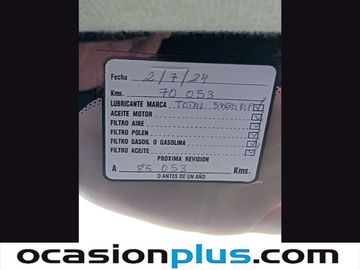 Fecha 2/7/24
Kms. 70 053
LUBRICANTE MARCA TOTAL
ACEITE MOTOR
FILTRO AIRE
FILTRO POLEN
FILTRO GASOIL O GASOLINA
FILTRO ACEITE
PROXIMA REVISION
A 85 053 Kms.
O ANTES DE UN AÑO
ocasionplus.com